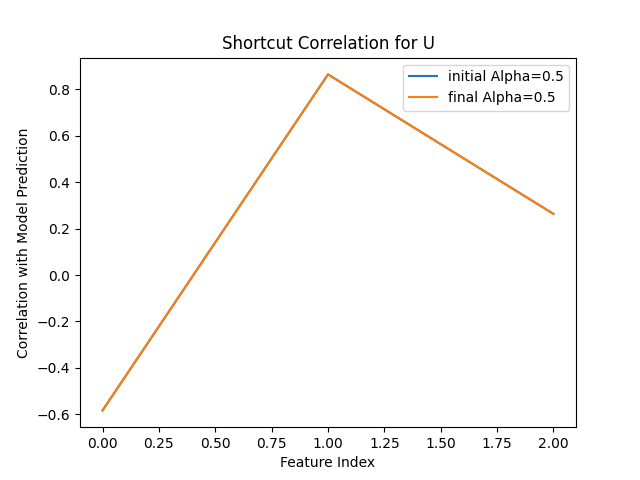 Shortcut Correlation for U
initial Alpha=0.5
final Alpha=0.5
Correlation with Model Prediction
0.8
0.6
0.4
0.2
0.0
−0.2
−0.4
−0.6
0.00 0.25 0.50 0.75 1.00 1.25 1.50 1.75 2.00
Feature Index